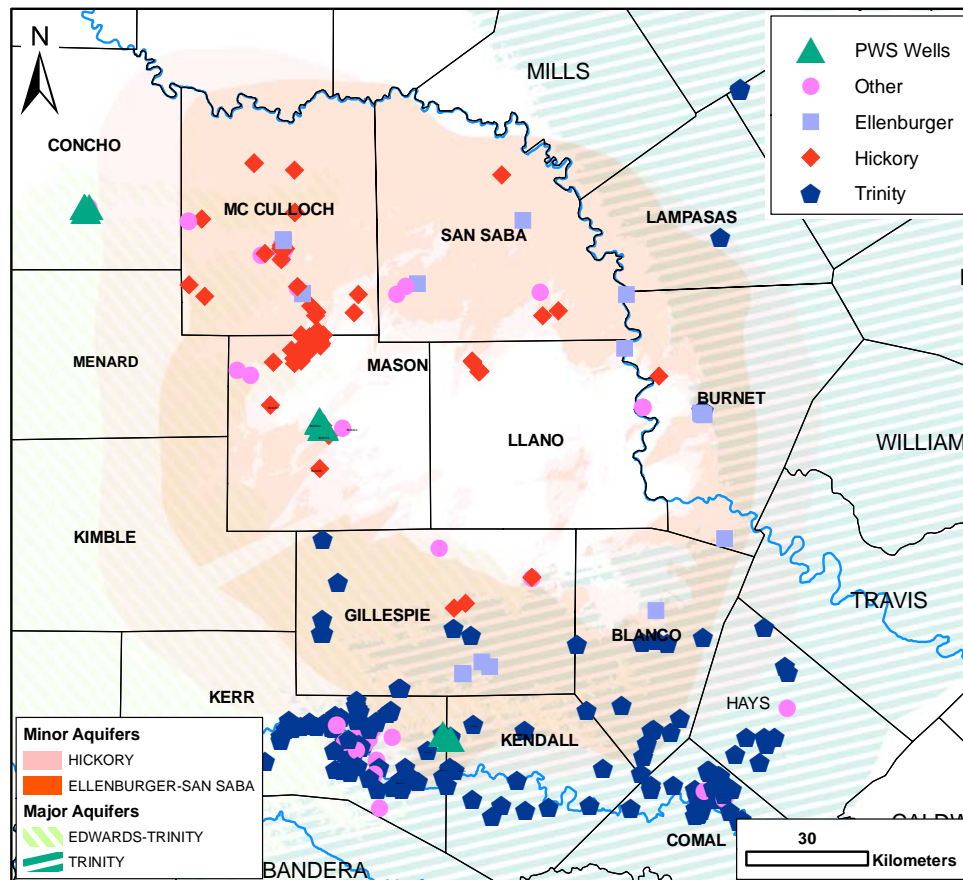 N
MILLS
CONCHO
MC CULLOCH
SAN SABA
LAMPASAS
MENARD
MASON
LLANO
BURNET
WILLIAM
KIMBLE
GILLESPIE
BLANCO
TRAVIS
KERR
HAYS
KENDALL
COMAL
CALDW
BANDERA
PWS Wells
Other
Ellenburger
Hickory
Trinity
Minor Aquifers
HICKORY
ELLENBURGER-SAN SABA
Major Aquifers
EDWARDS-TRINITY
TRINITY
30
Kilometers